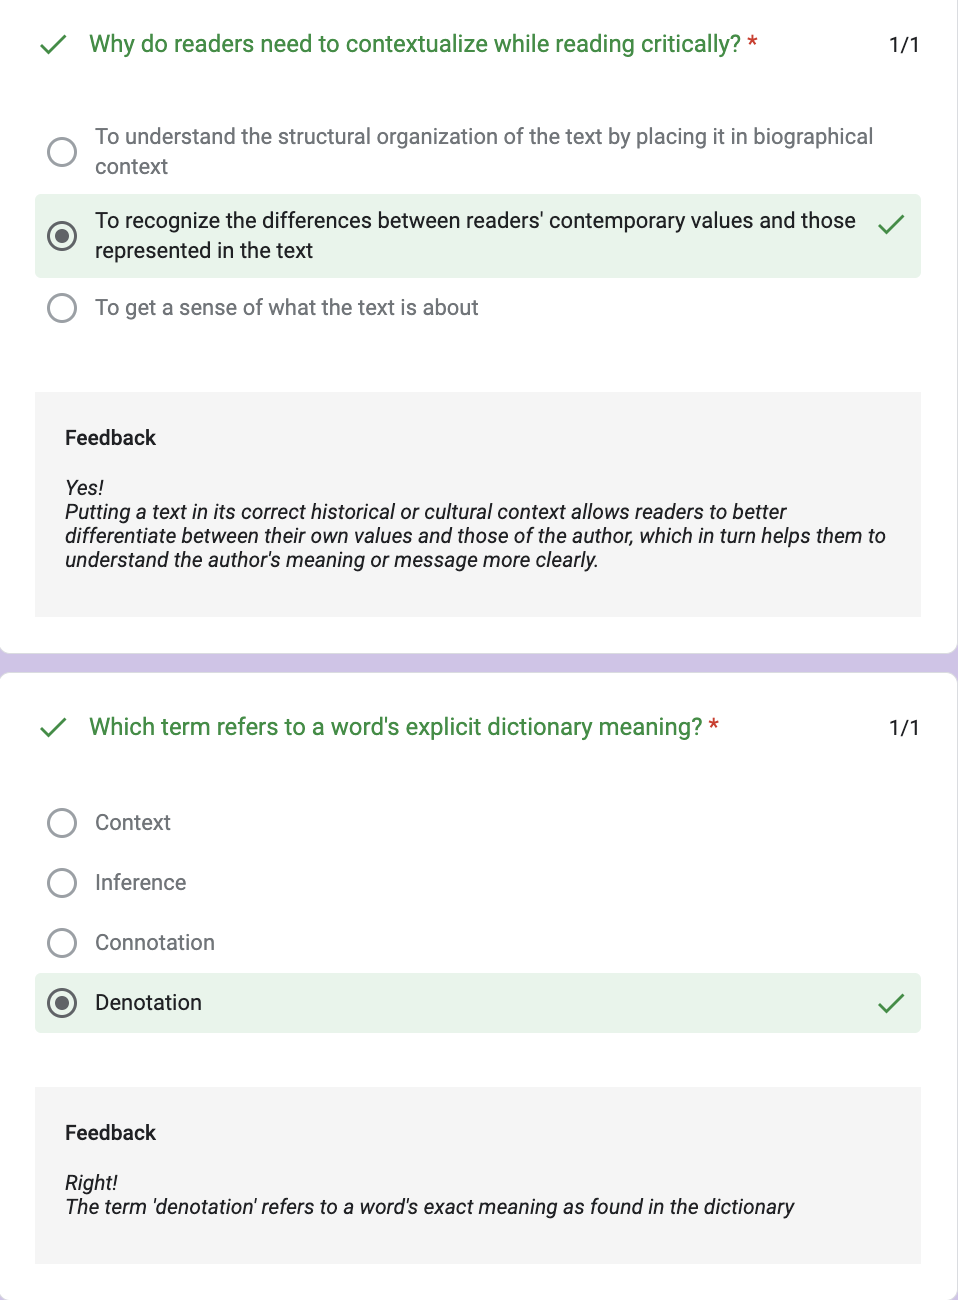 Why do readers need to contextualize while reading critically? *
1/1
To understand the structural organization of the text by placing it in biographical
context
To recognize the differences between readers' contemporary values and those
represented in the text
To get a sense of what the text is about
Feedback
Yes!
Putting a text in its correct historical or cultural context allows readers to better
differentiate between their own values and those of the author, which in turn helps them to
understand the author's meaning or message more clearly.
Which term refers to a word's explicit dictionary meaning? *
1/1
Context
Inference
Connotation
Denotation
Feedback
Right!
The term 'denotation' refers to a word's exact meaning as found in the dictionary